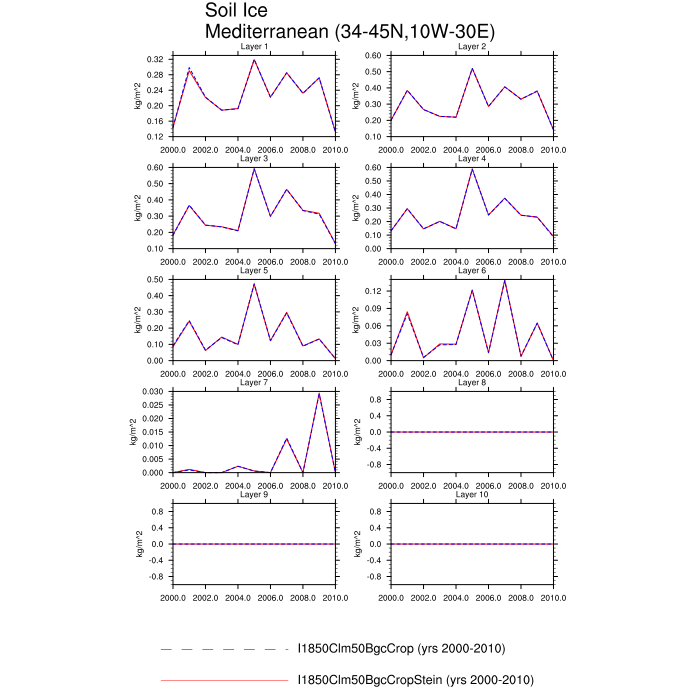 Soil Ice
Mediterranean (34-45N,10W-30E)
Layer 1
0.32
0.28
0.24
0.20
0.16
0.12
kg/m^2
2000.0 2002.0 2004.0 2006.0 2008.0 2010.0
Layer 2
0.60
0.50
0.40
0.30
0.20
0.10
kg/m^2
2000.0 2002.0 2004.0 2006.0 2008.0 2010.0
Layer 3
0.60
0.50
0.40
0.30
0.20
0.10
kg/m^2
2000.0 2002.0 2004.0 2006.0 2008.0 2010.0
Layer 4
0.60
0.50
0.40
0.30
0.20
0.10
0.00
kg/m^2
2000.0 2002.0 2004.0 2006.0 2008.0 2010.0
Layer 5
0.50
0.40
0.30
0.20
0.10
0.00
kg/m^2
2000.0 2002.0 2004.0 2006.0 2008.0 2010.0
Layer 6
0.12
0.09
0.06
0.03
0.00
kg/m^2
2000.0 2002.0 2004.0 2006.0 2008.0 2010.0
Layer 7
0.030
0.025
0.020
0.015
0.010
0.005
0.000
kg/m^2
2000.0 2002.0 2004.0 2006.0 2008.0 2010.0
Layer 8
0.8
0.4
0.0
-0.4
-0.8
kg/m^2
2000.0 2002.0 2004.0 2006.0 2008.0 2010.0
Layer 9
0.8
0.4
0.0
-0.4
-0.8
kg/m^2
2000.0 2002.0 2004.0 2006.0 2008.0 2010.0
Layer 10
0.8
0.4
0.0
-0.4
-0.8
kg/m^2
2000.0 2002.0 2004.0 2006.0 2008.0 2010.0
I1850Clm50BgcCrop (yrs 2000-2010)
I1850Clm50BgcCropStein (yrs 2000-2010)